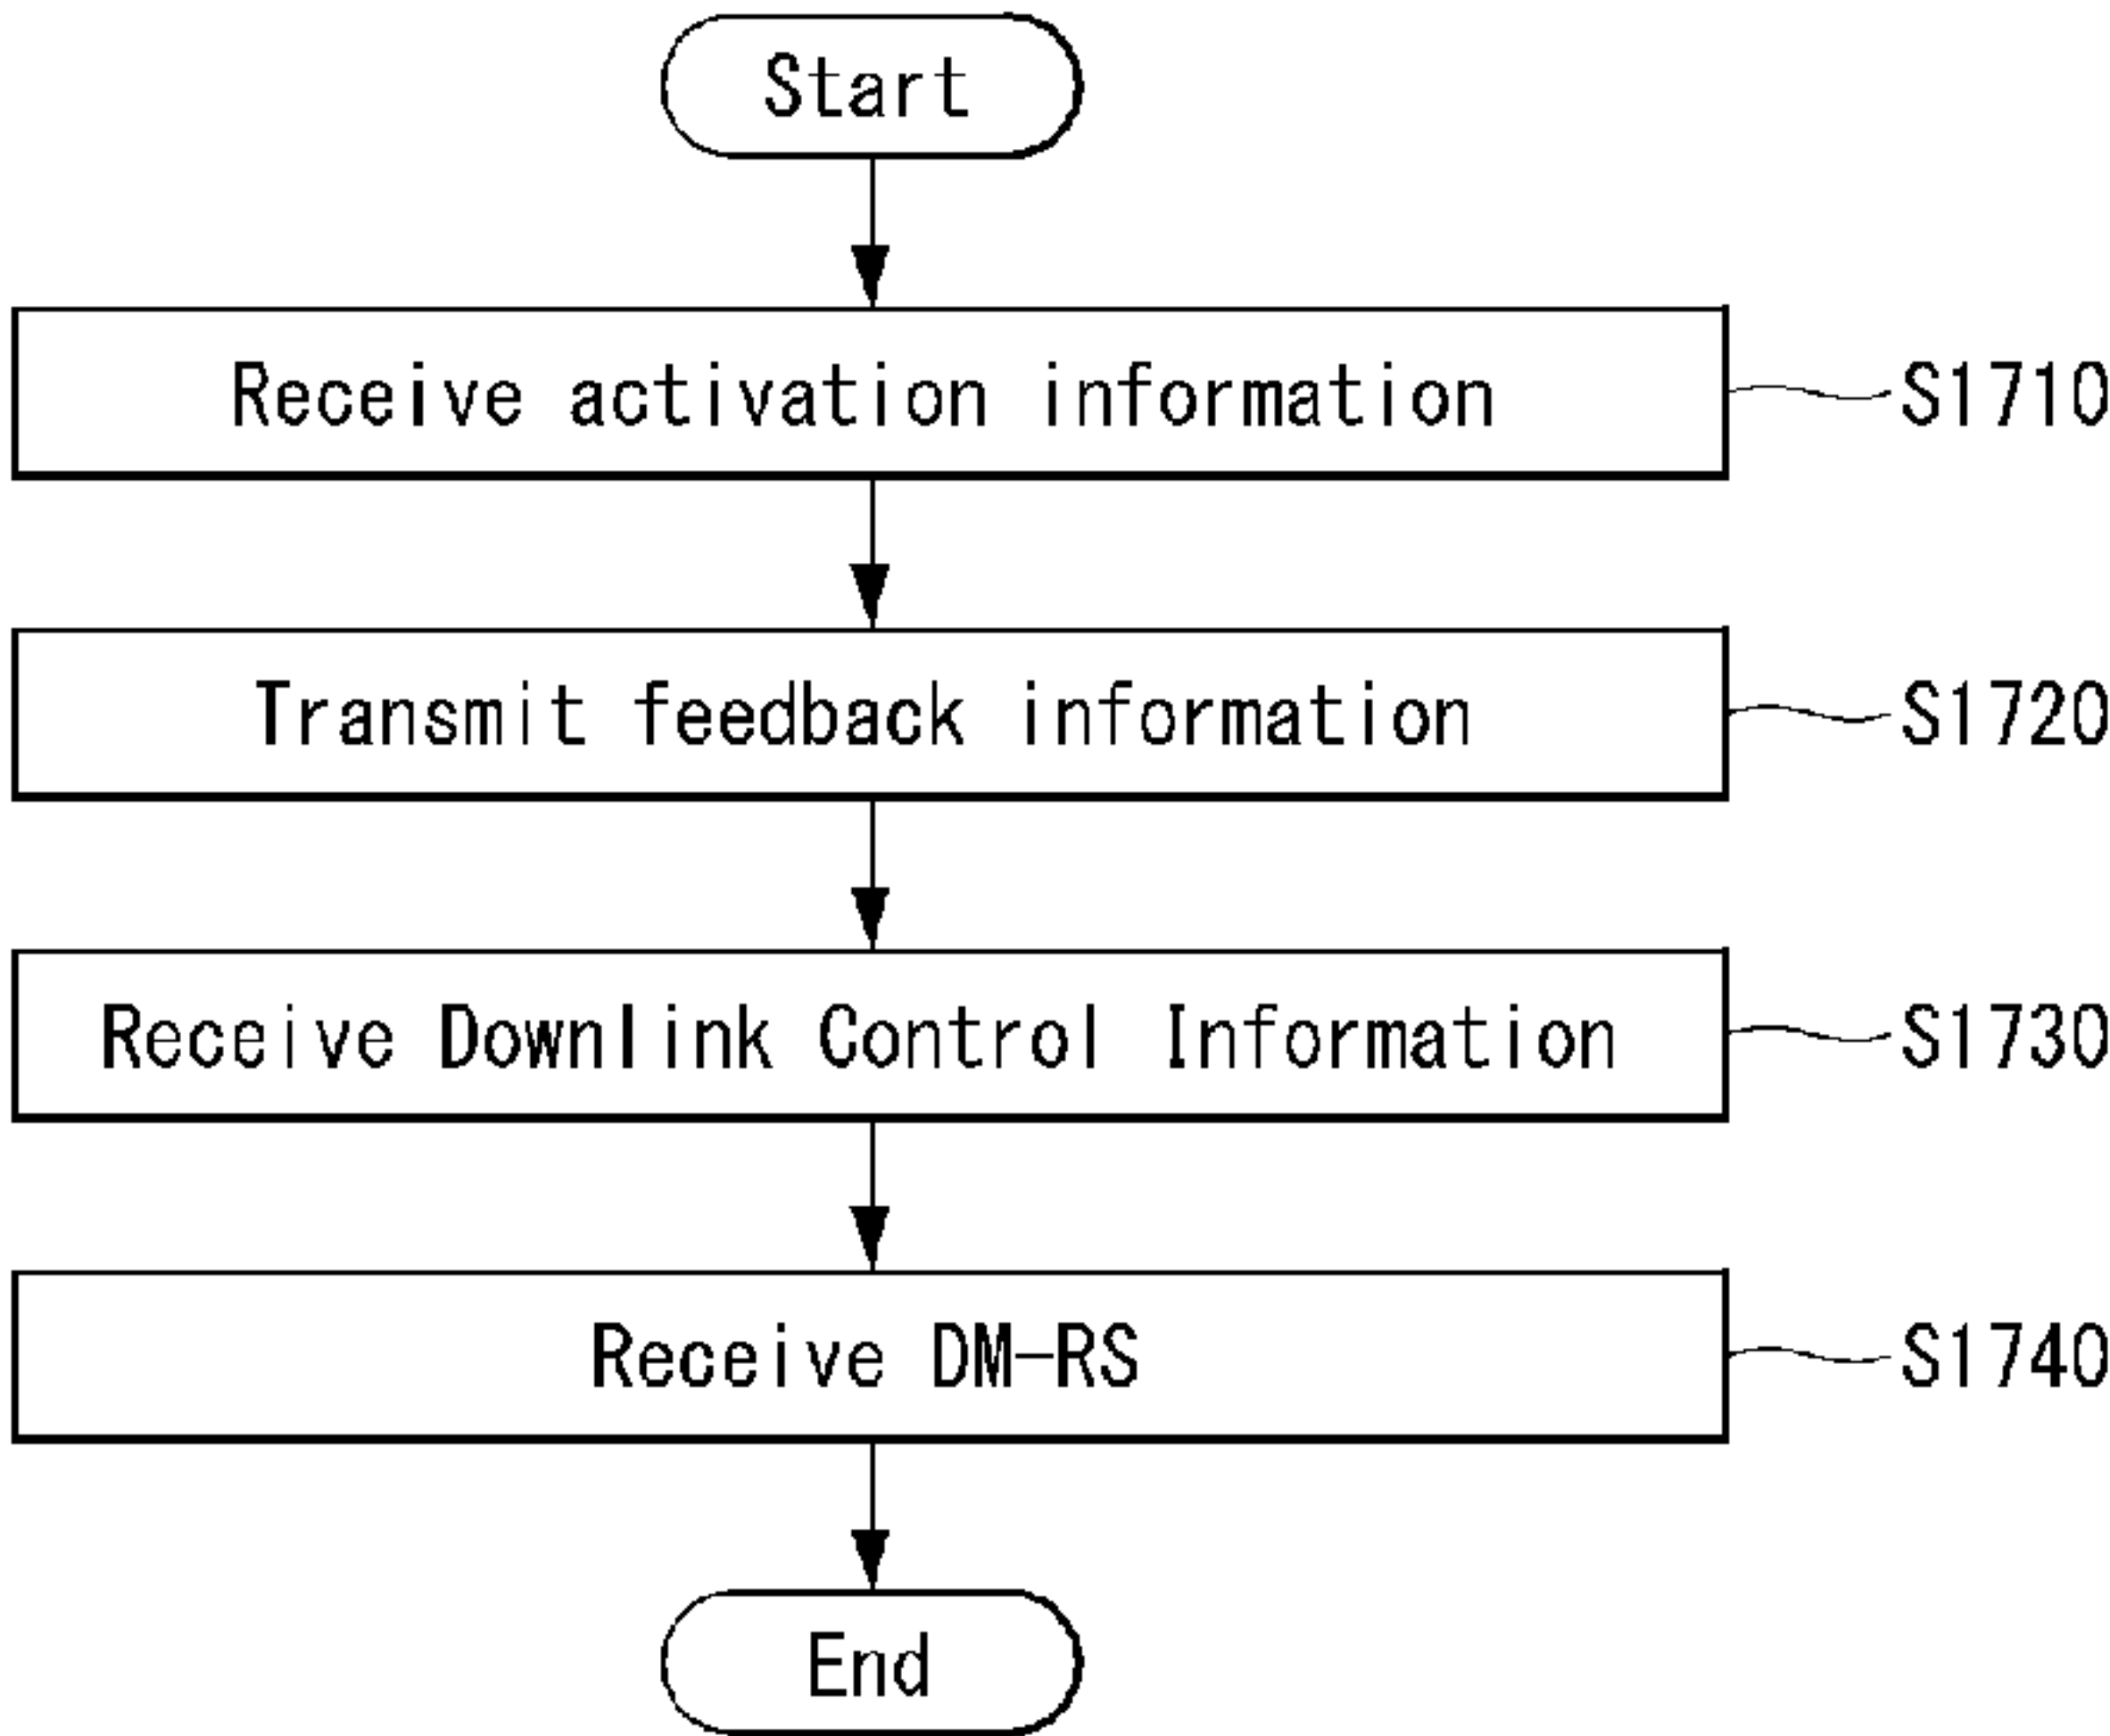 Start
Receive activation information
S1710
Transmit feedback information
S1720
Receive Downlink Control Information
S1730
Receive DM-RS
S1740
End